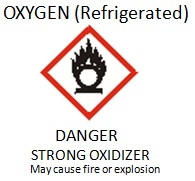 OXYGEN (Refrigerated)
DANGER
STRONG OXIDIZER
May cause fire or explosion